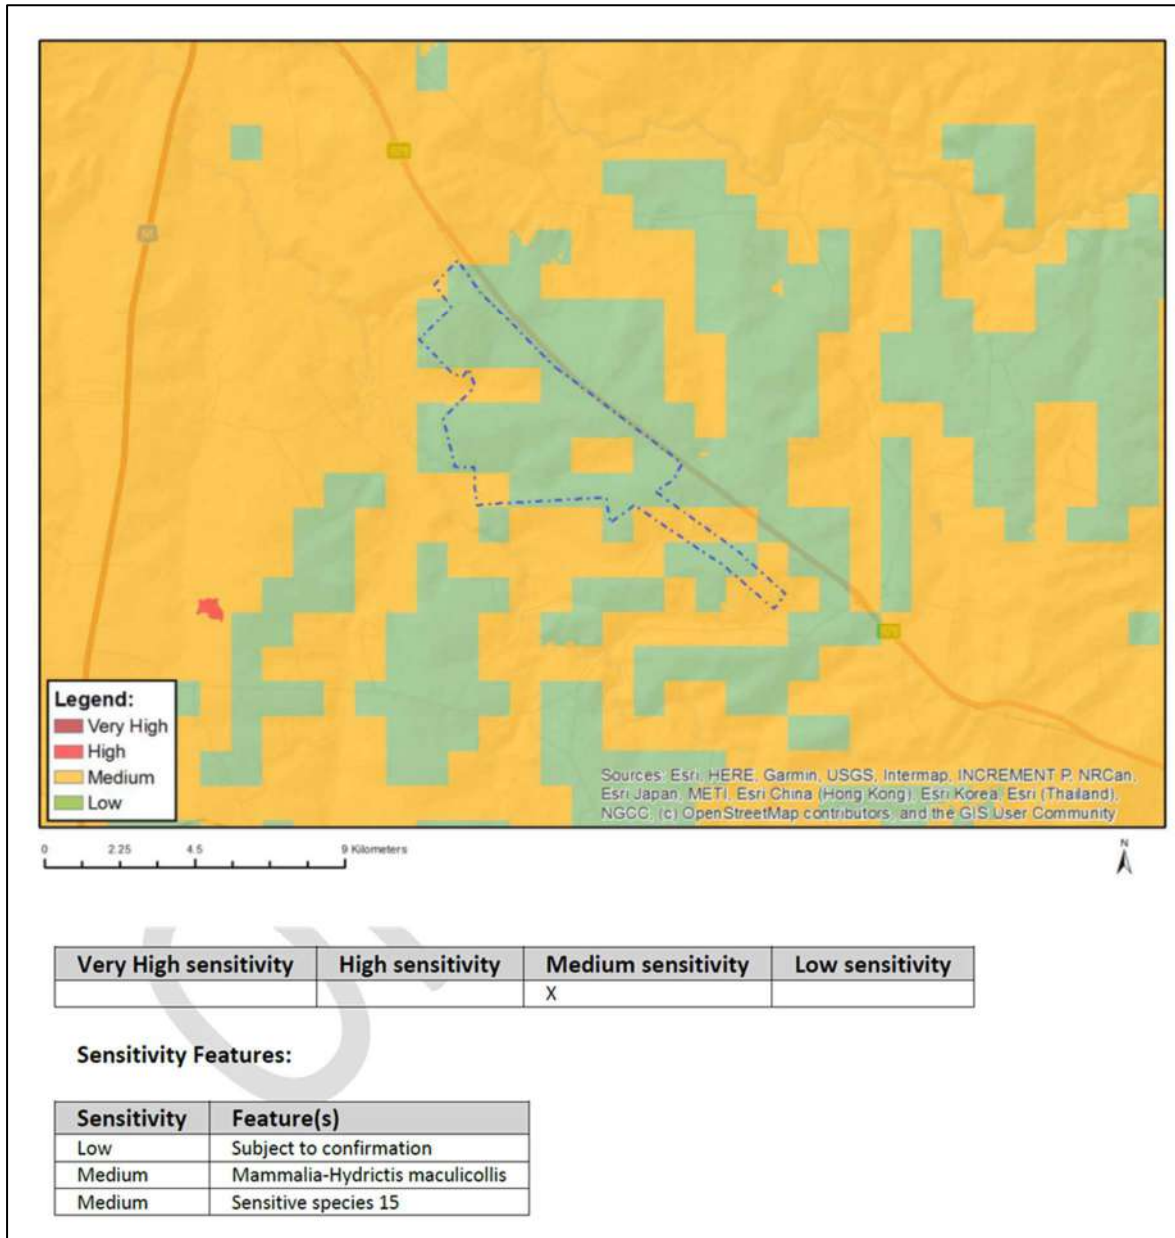 Legend:
Very High
High
Medium
Low
Sources: Esri, HERE, Garmin, USGS, Intermap, INCREMENT P, NRCan,
Esri Japan, METI, Esri China (Hong Kong), Esri Korea, Esri (Thailand),
NGCC, (c) OpenStreetMap contributors, and the GIS User Community
0 2.25 4.5 9 Kilometers
N
Very High sensitivity High sensitivity Medium sensitivity Low sensitivity
X
Sensitivity Features:
Sensitivity Feature(s)
Low Subject to confirmation
Medium Mammalia-Hydrictis maculicollis
Medium Sensitive species 15